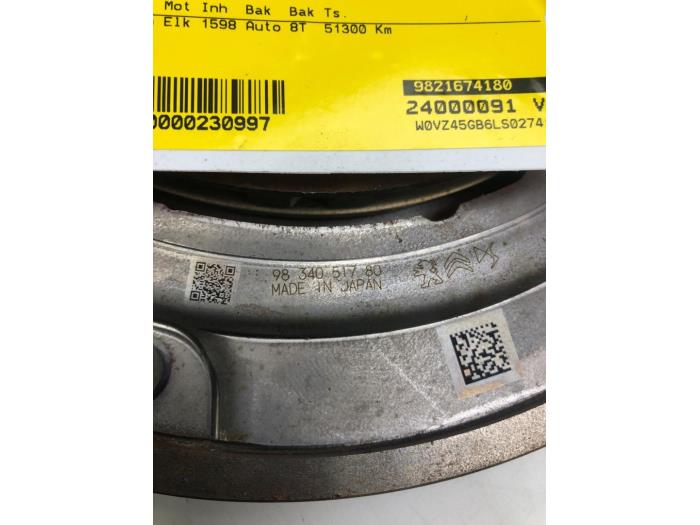 Mot Inh Bak Bak Ts.
Elk 1598 Auto 8T 51300 Km
9821674180
24000091 V
0000230997
W0VZ45GB6LS0274
98 340 517 80
MADE IN JAPAN